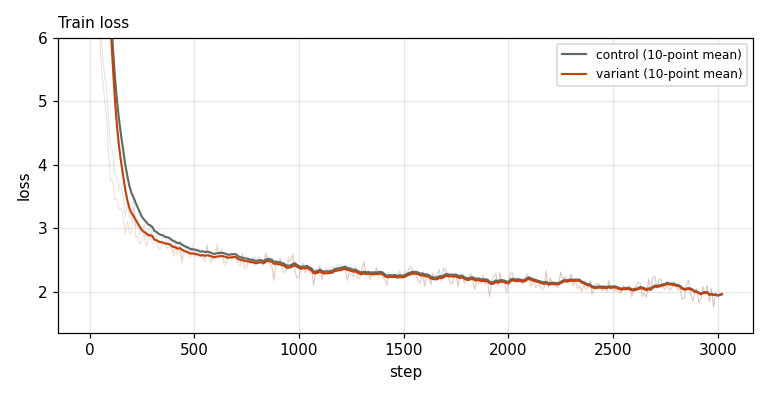 Train loss
control (10-point mean)
variant (10-point mean)
6
5
4
3
2
loss
0
500
1000
1500
2000
2500
3000
step